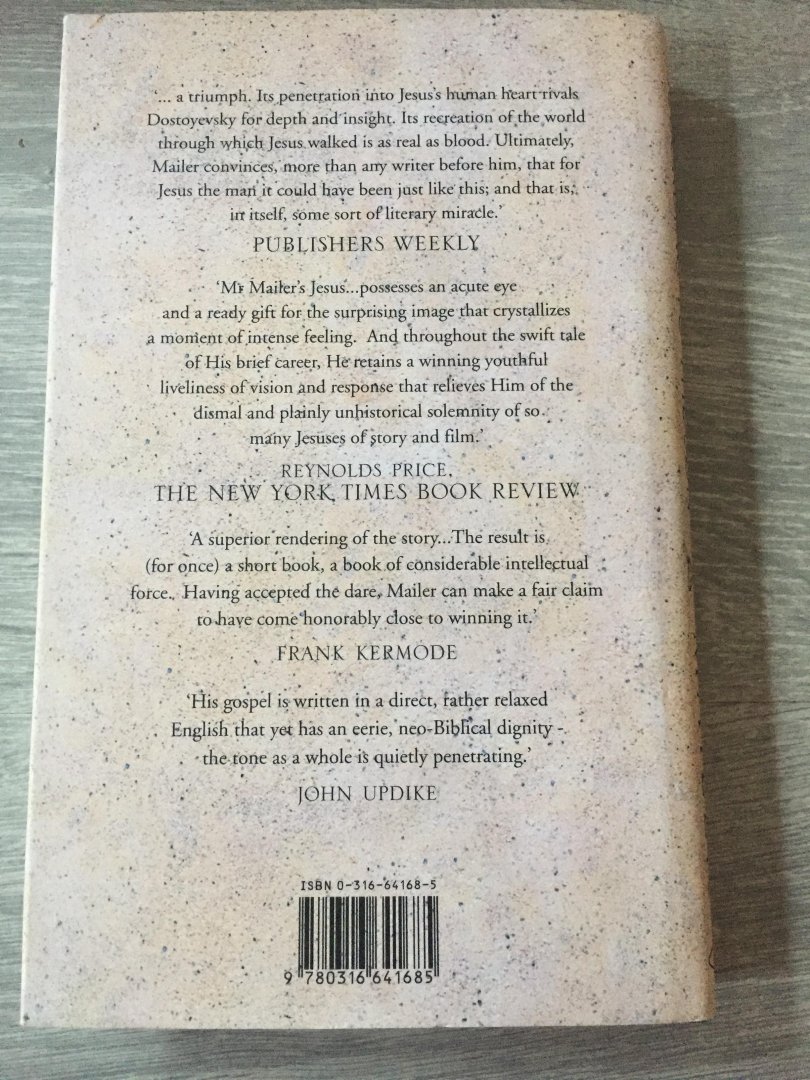 ‘... a triumph. Its penetration into Jesus's human heart rivals
Dostoyevsky for depth and insight. Its recreation of the world
through which Jesus walked is as real as blood. Ultimately,
Mailer convinces, more than any writer before him, that for
Jesus the man it could have been just like this; and that is,
in itself, some sort of literary miracle.’
PUBLISHERS WEEKLY
‘Mr Mailer's Jesus...possesses an acute eye
and a ready gift for the surprising image that crystallizes
a moment of intense feeling. And throughout the swift tale
of His brief career, He retains a winning youthful
liveliness of vision and response that relieves Him of the
dismal and plainly unhistorical solemnity of so
many Jesuses of story and film.’
REYNOLDS PRICE,
THE NEW YORK TIMES BOOK REVIEW
‘A superior rendering of the story...The result is
(for once) a short book, a book of considerable intellectual
force. Having accepted the dare, Mailer can make a fair claim
to have come honorably close to winning it.’
FRANK KERMODE
‘His gospel is written in a direct, rather relaxed
English that yet has an eerie, neo-Biblical dignity -
the tone as a whole is quietly penetrating.’
JOHN UPDIKE
ISBN 0-316-64168-5
9 780316 641685